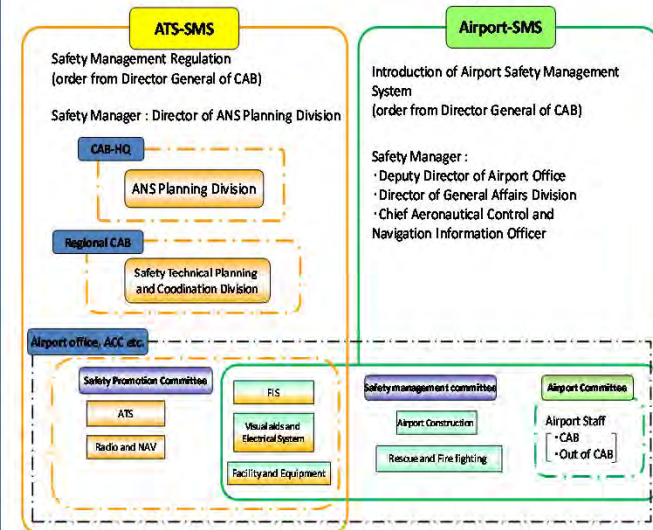 ATS-SMS
Safety Management Regulation
(order from Director General of CAB)
Safety Manager : Director of ANS Planning Division
CAB-HQ
ANS Planning Division
Regional CAB
Safety Technical Planning
and Coodination Division
Airport-SMS
Introduction of Airport Safety Management
System
(order from Director General of CAB)
Safety Manager :
・Deputy Director of Airport Office
・Director of General Affairs Division
・Chief Aeronautical Control and
Navigation Information Officer
Airport office, ACC etc.
Safety Promotion Committee
ATS
Radio and NAV
FIS
Visual aids and
Electrical System
Facility and Equipment
Safety management committee
Airport Construction
Rescue and Fire fighting
Airport Committee
Airport Staff
・CAB
・Out of CAB